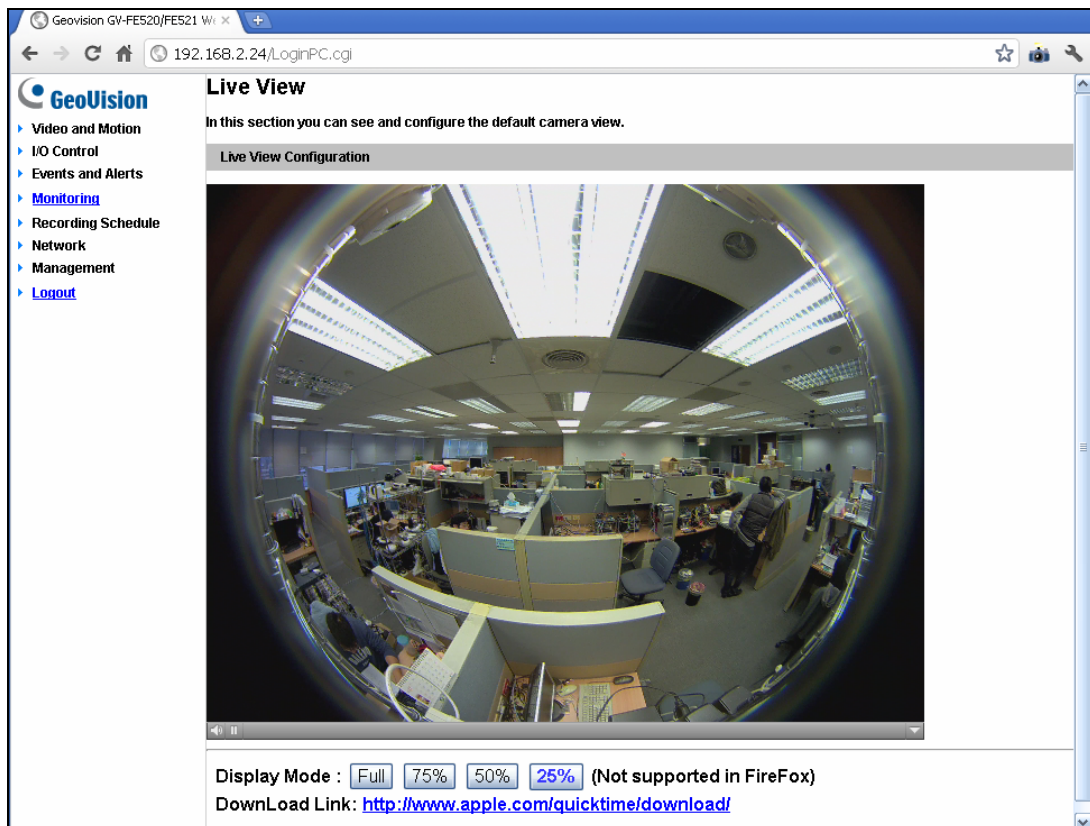 Geovision GV-FE520/FE521 We
192.168.2.24/LoginPC.cgi
GeoVision
Video and Motion
I/O Control
Events and Alerts
Monitoring
Recording Schedule
Network
Management
Logout
Live View
In this section you can see and configure the default camera view.
Live View Configuration
Display Mode : Full 75% 50% 25% (Not supported in FireFox)
DownLoad Link: http://www.apple.com/quicktime/download/